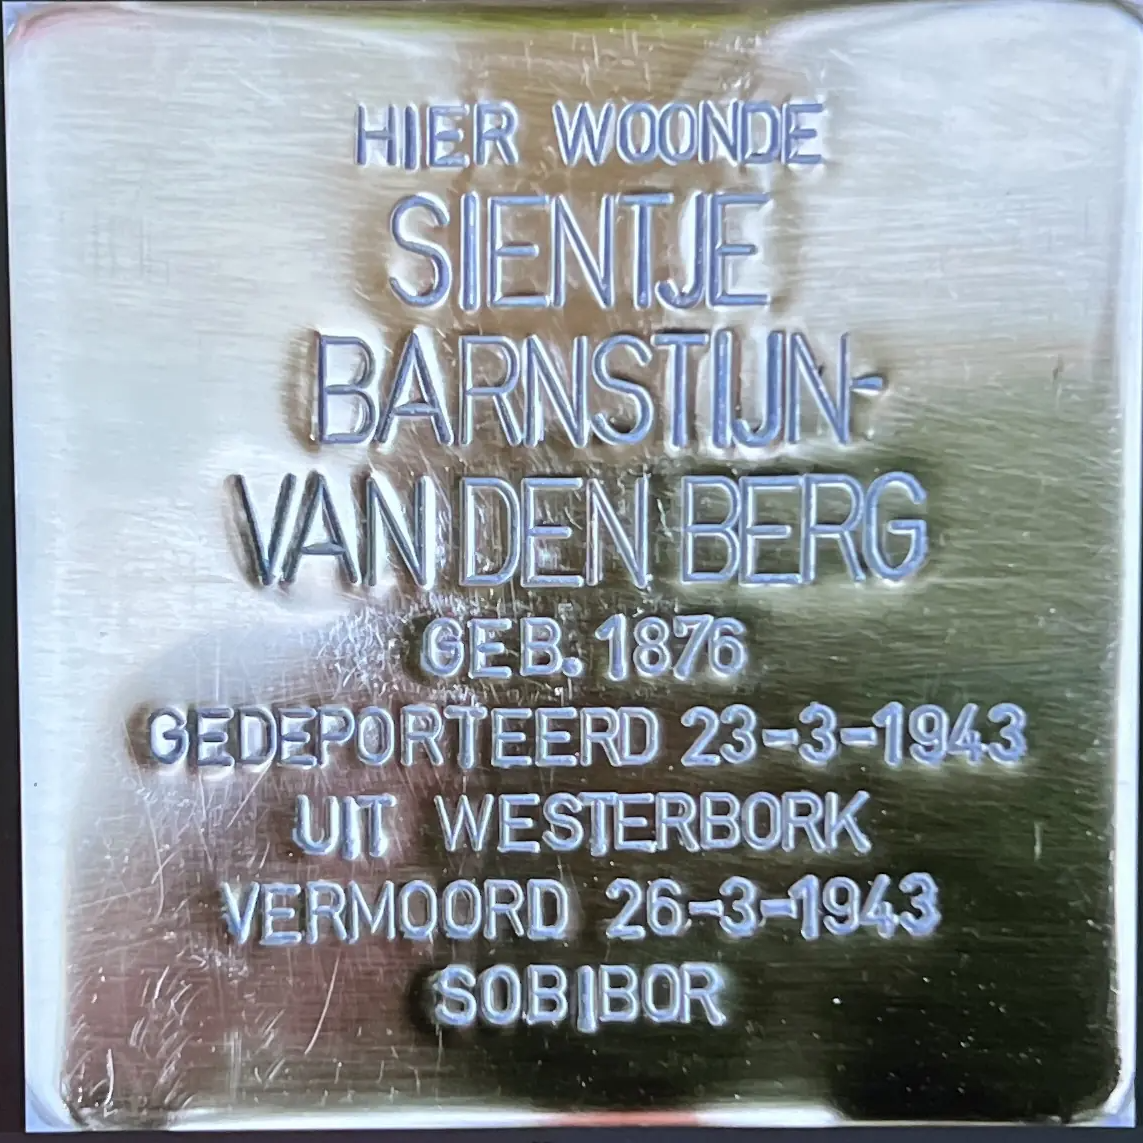 HIER WOONDE
SIENTJE
BARNSTIJN-
VAN DEN BERG
GEB. 1876
GEDEPORTEERD 23-3-1943
UIT WESTERBORK
VERMOORD 26-3-1943
SOBIBOR